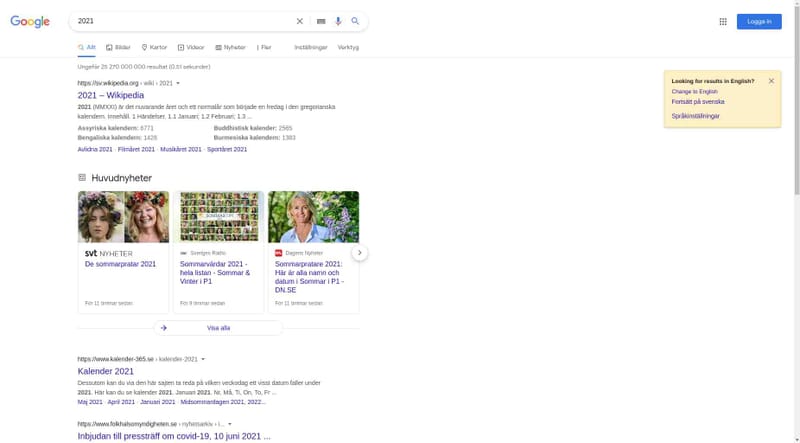 Google
2021
Logga in
Allt
Bilder
Kartor
Videor
Nyheter
Fler
Inställningar
Verktyg
Ungefär 25 270 000 000 resultat (0,51 sekunder)
https://sv.wikipedia.org › wiki › 2021
2021 – Wikipedia
2021 (MMXXI) är det nuvarande året och ett normalår som började en fredag i den gregorianska
kalendern. Innehåll. 1 Händelser. 1.1 Januari; 1.2 Februari; 1.3 ...
Assyriska kalendern: 6771
Buddhistisk kalender: 2565
Bengaliska kalendern: 1428
Burmesiska kalendern: 1383
Avlidna 2021 · Filmåret 2021 · Musikåret 2021 · Sportåret 2021
Looking for results in English?
Change to English
Fortsätt på svenska
Språkinställningar
Huvudnyheter
SOMMAR I P1
svt NYHETER
De sommarpratar 2021
För 11 timmar sedan
Sveriges Radio
Sommarvärdar 2021 -
hela listan - Sommar &
Vinter i P1
För 9 timmar sedan
Dagens Nyheter
Sommarpratare 2021:
Här är alla namn och
datum i Sommar i P1 -
DN.SE
För 11 timmar sedan
Visa alla
https://www.kalender-365.se › kalender-2021
Kalender 2021
Dessutom kan du via den här sajten ta reda på vilken veckodag ett visst datum faller under
2021. Här kan du se kalender 2021. Januari 2021. Nr, Må, Ti, On, To, Fr ...
Maj 2021 · April 2021 · Januari 2021 · Midsommardagen 2021, 2022...
https://www.folkhalsomyndigheten.se › nyhetsarkiv › i...
Inbjudan till pressträff om covid-19, 10 juni 2021 ...